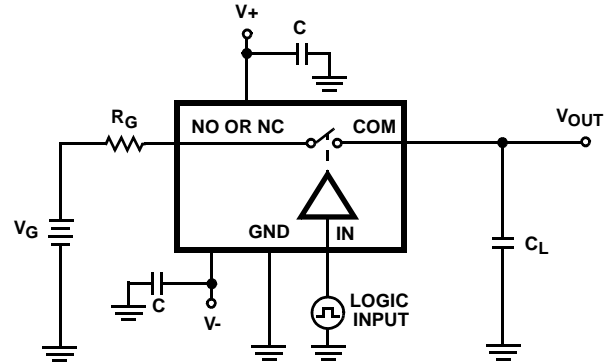 V+
C
RG
NO OR NC
COM
VOUT
VG
GND
IN
CL
C
V-
LOGIC
INPUT